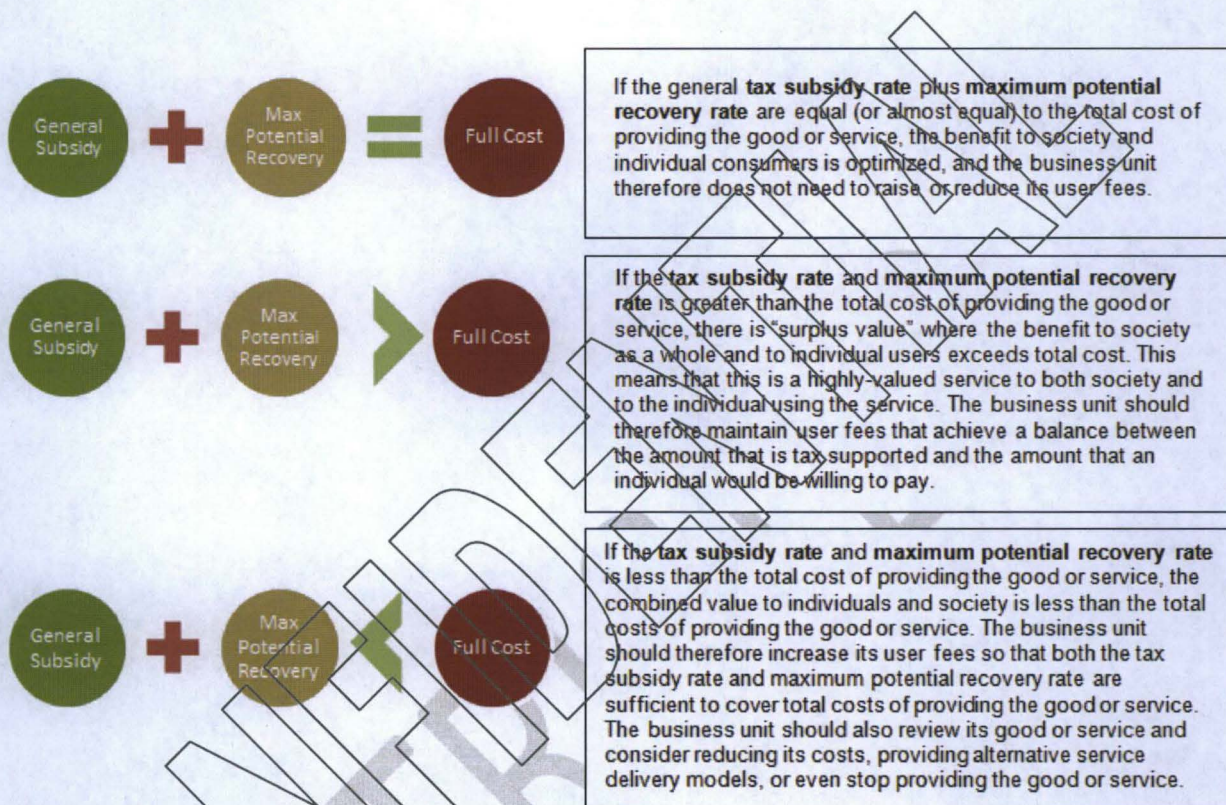 General
Subsidy
Max
Potential
Recovery
Full Cost
If the general tax subsidy rate plus maximum potential
recovery rate are equal (or almost equal) to the total cost of
providing the good or service, the benefit to society and
individual consumers is optimized, and the business unit
therefore does not need to raise or reduce its user fees.
General
Subsidy
Max
Potential
Recovery
Full Cost
If the tax subsidy rate and maximum potential recovery
rate is greater than the total cost of providing the good or
service, there is "surplus value" where the benefit to society
as a whole and to individual users exceeds total cost. This
means that this is a highly-valued service to both society and
to the individual using the service. The business unit should
therefore maintain user fees that achieve a balance between
the amount that is tax supported and the amount that an
individual would be willing to pay.
General
Subsidy
Max
Potential
Recovery
Full Cost
If the tax subsidy rate and maximum potential recovery rate
is less than the total cost of providing the good or service, the
combined value to individuals and society is less than the total
costs of providing the good or service. The business unit
should therefore increase its user fees so that both the tax
subsidy rate and maximum potential recovery rate are
sufficient to cover total costs of providing the good or service.
The business unit should also review its good or service and
consider reducing its costs, providing alternative service
delivery models, or even stop providing the good or service.